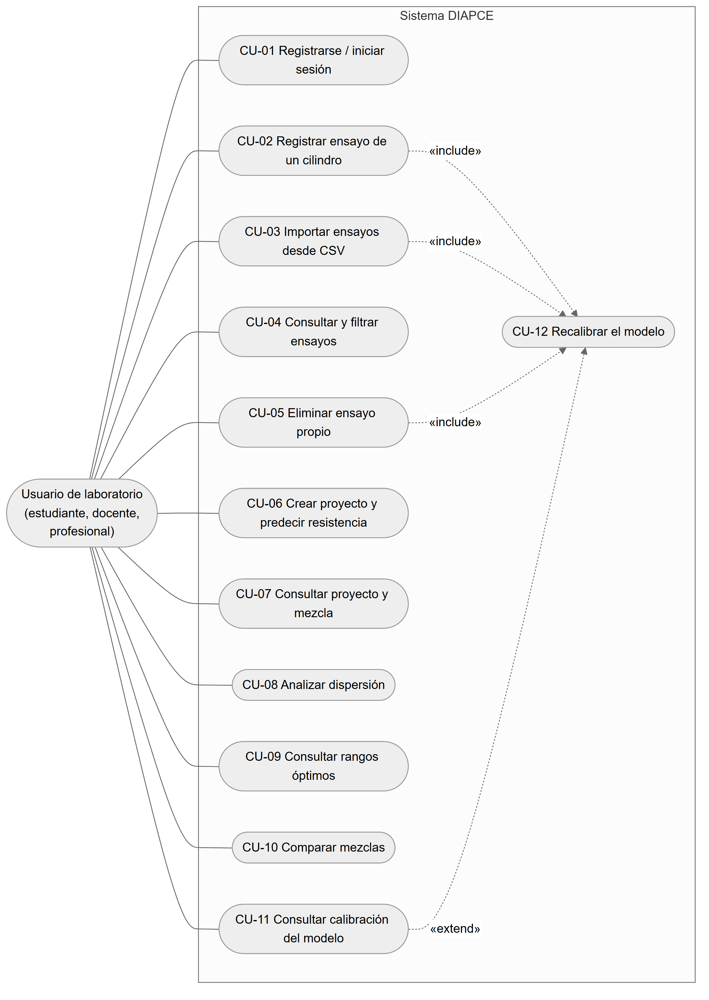 Sistema DIAPCE
CU-01 Registrarse / iniciar
sesión
CU-02 Registrar ensayo de
un cilindro
«include»
CU-03 Importar ensayos
desde CSV
«include»
CU-04 Consultar y filtrar
ensayos
CU-12 Recalibrar el modelo
CU-05 Eliminar ensayo
propio
«include»
Usuario de laboratorio
(estudiante, docente,
profesional)
CU-06 Crear proyecto y
predecir resistencia
CU-07 Consultar proyecto y
mezcla
CU-08 Analizar dispersión
CU-09 Consultar rangos
óptimos
CU-10 Comparar mezclas
CU-11 Consultar calibración
del modelo
«extend»